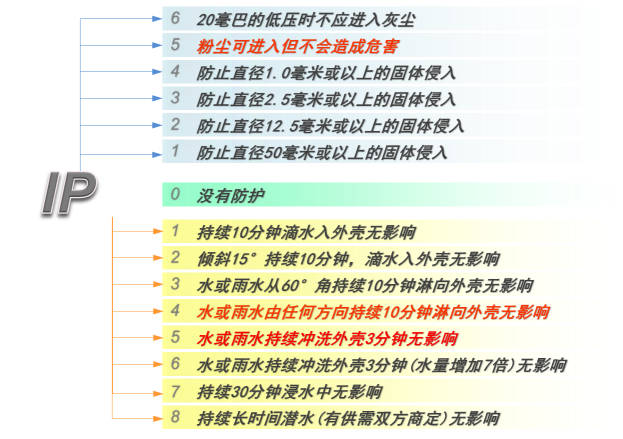 6 20毫巴的低压时不应进入灰尘
5 粉尘可进入但不会造成危害
4 防止直径1.0毫米或以上的固体侵入
3 防止直径2.5毫米或以上的固体侵入
2 防止直径12.5毫米或以上的固体侵入
1 防止直径50毫米或以上的固体侵入
IP
0 没有防护
1 持续10分钟滴水入外壳无影响
2 倾斜15°持续10分钟，滴水入外壳无影响
3 水或雨水从60°角持续10分钟淋向外壳无影响
4 水或雨水由任何方向持续10分钟淋向外壳无影响
5 水或雨水持续冲洗外壳3分钟无影响
6 水或雨水持续冲洗外壳3分钟(水量增加7倍)无影响
7 持续30分钟浸水中无影响
8 持续长时间潜水(有供需双方商定)无影响